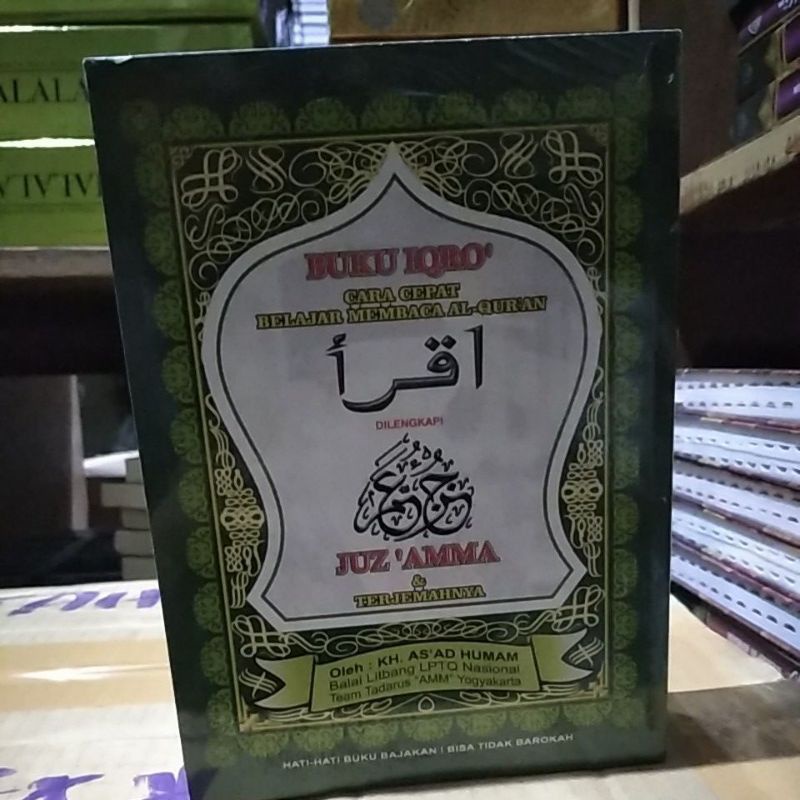 BUKU IQRO'
CARA CEPAT
BELAJAR MEMBACA AL-QUR'AN
اقرأ
DILENGKAPI
جزء عم
JUZ 'AMMA
&
TERJEMAHNYA
Oleh : KH. AS'AD HUMAM
Balai Litbang LPTQ Nasional
Team Tadarus "AMM" Yogyakarta
HATI-HATI BUKU BAJAKAN ! BISA TIDAK BAROKAH